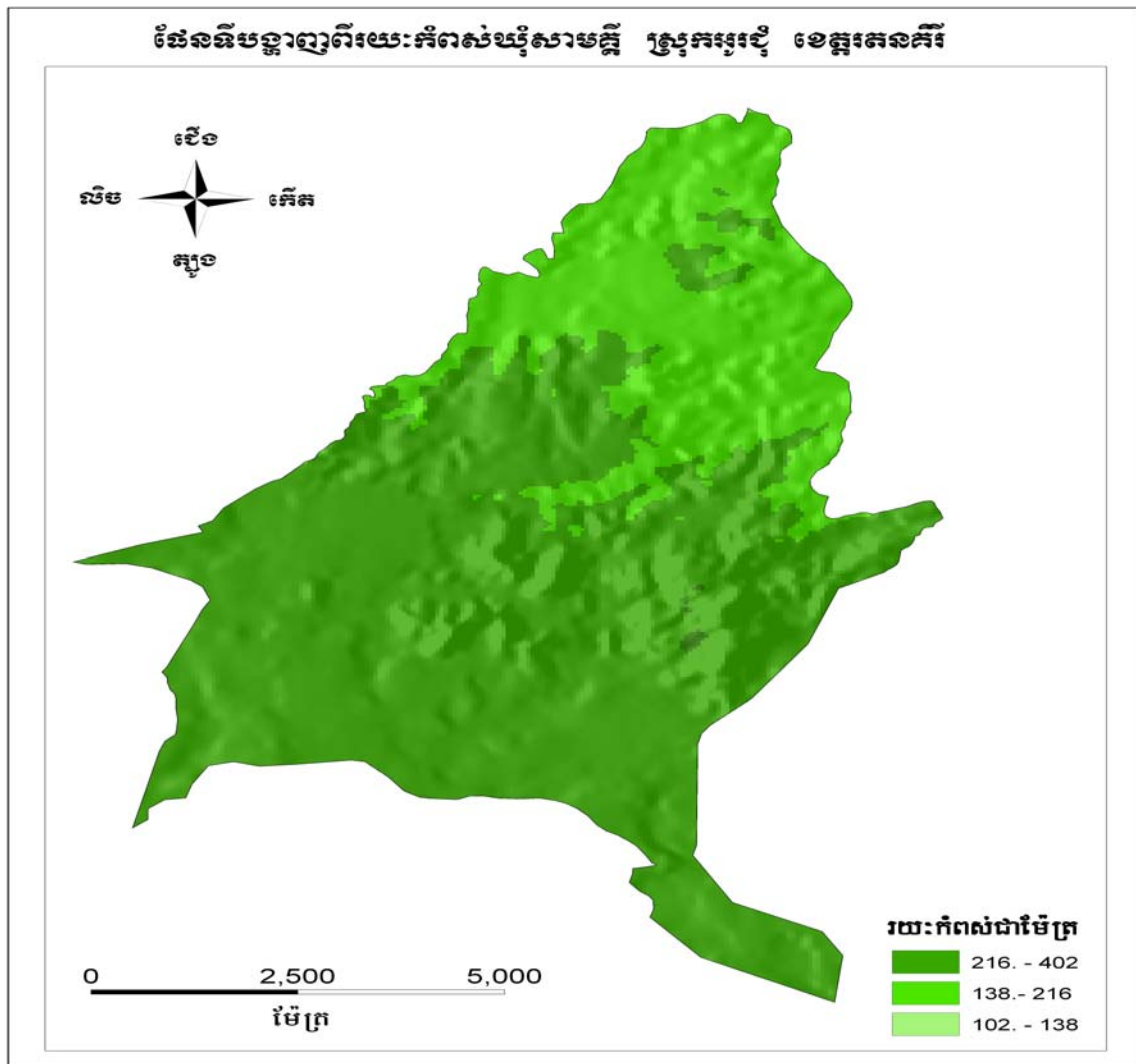 ផែនទីបង្ហាញពីរយៈកំពស់ឃុំសាមគ្គី ស្រុកអូរជុំ ខេត្តរតនគីរី
ជើង
លិច
កើត
ត្បូង
រយៈកំពស់ជាម៉ែត្រ
216. - 402
138.- 216
102. - 138
0 2,500 5,000
ម៉ែត្រ